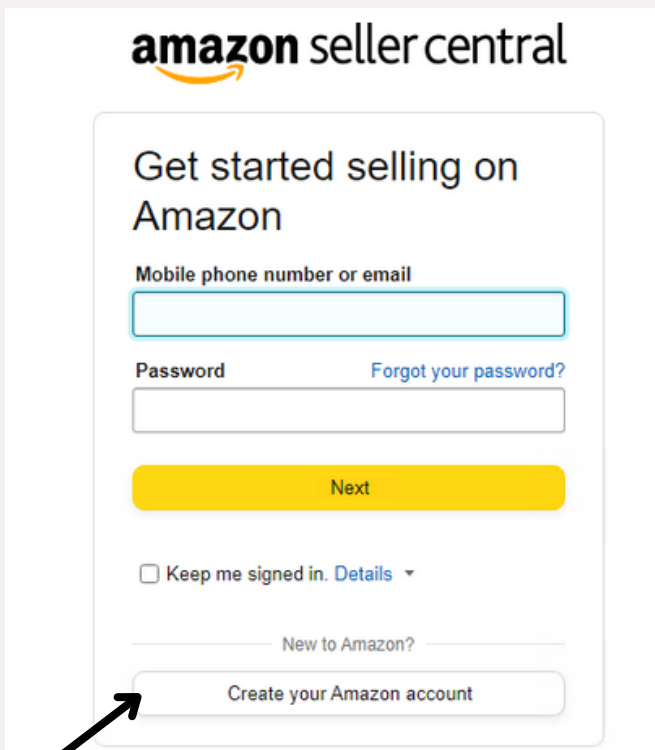 amazon seller central
Get started selling on
Amazon
Mobile phone number or email
Password Forgot your password?
Next
Keep me signed in. Details
New to Amazon?
Create your Amazon account